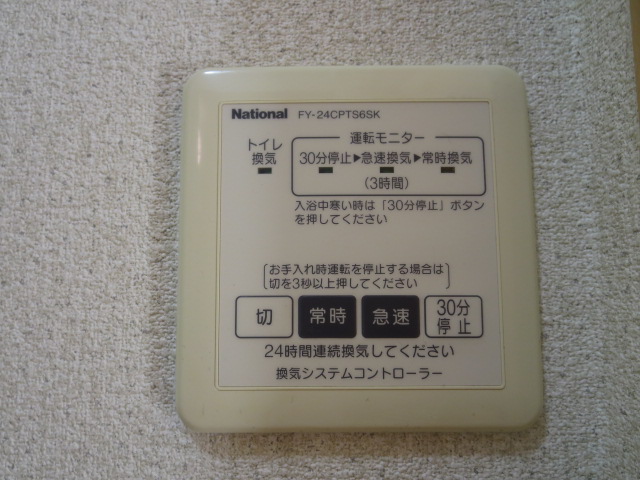 National FY-24CPTS6SK
トイレ
換気
運転モニター
30分停止▶急速換気▶常時換気
(3時間)
入浴中寒い時は「30分停止」ボタン
を押してください
お手入れ時運転を停止する場合は
切を3秒以上押してください
切 常時 急速 30分
停止
24時間連続換気してください
換気システムコントローラー